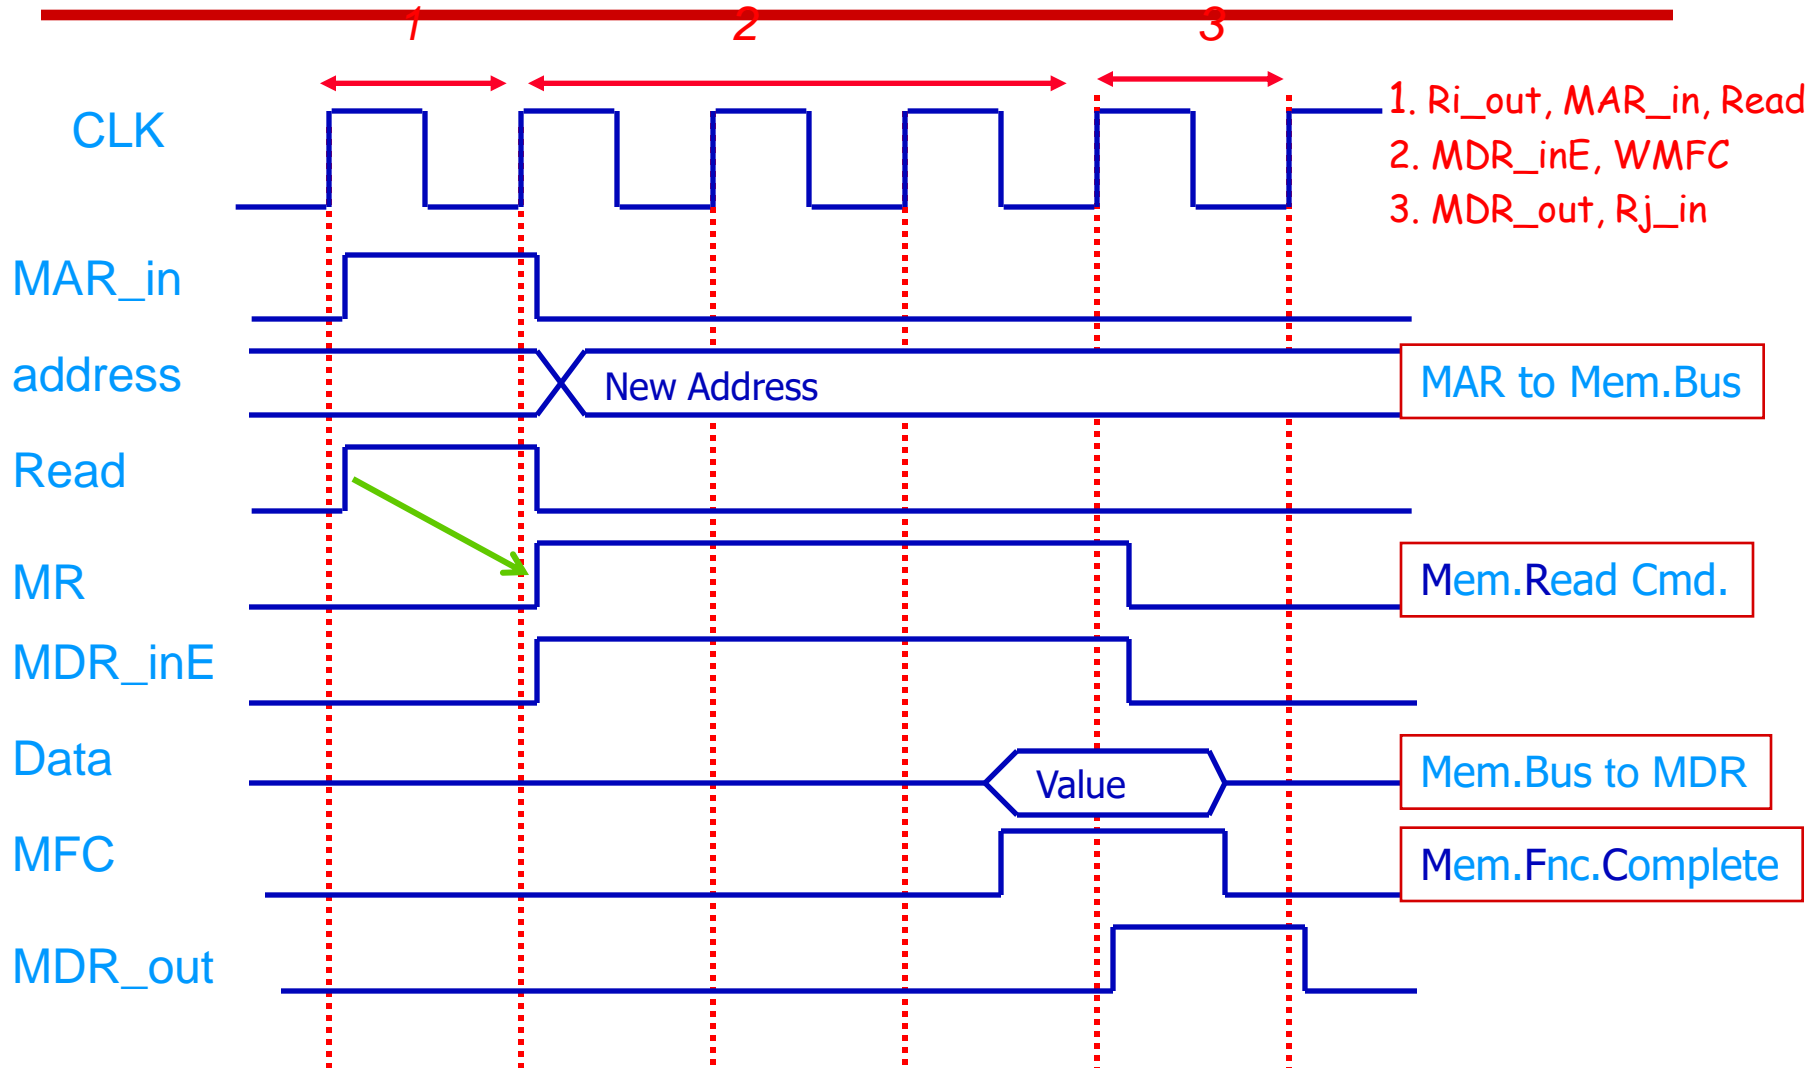 1 2 3
CLK
1. Ri_out, MAR_in, Read
2. MDR_inE, WMFC
3. MDR_out, Rj_in
MAR_in
address New Address MAR to Mem.Bus
Read
MR Mem.Read Cmd.
MDR_inE
Data Value Mem.Bus to MDR
MFC Mem.Fnc.Complete
MDR_out